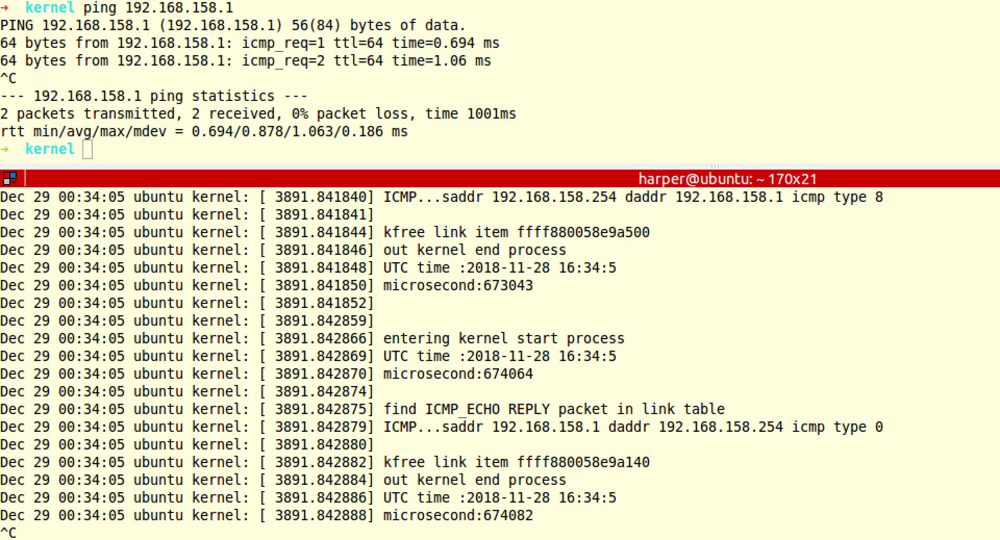 ➜  kernel ping 192.168.158.1
PING 192.168.158.1 (192.168.158.1) 56(84) bytes of data.
64 bytes from 192.168.158.1: icmp_req=1 ttl=64 time=0.694 ms
64 bytes from 192.168.158.1: icmp_req=2 ttl=64 time=1.06 ms
^C
--- 192.168.158.1 ping statistics ---
2 packets transmitted, 2 received, 0% packet loss, time 1001ms
rtt min/avg/max/mdev = 0.694/0.878/1.063/0.186 ms
➜  kernel
harper@ubuntu: ~ 170x21
Dec 29 00:34:05 ubuntu kernel: [ 3891.841840] ICMP...saddr 192.168.158.254 daddr 192.168.158.1 icmp type 8
Dec 29 00:34:05 ubuntu kernel: [ 3891.841841]
Dec 29 00:34:05 ubuntu kernel: [ 3891.841844] kfree link item ffff880058e9a500
Dec 29 00:34:05 ubuntu kernel: [ 3891.841846] out kernel end process
Dec 29 00:34:05 ubuntu kernel: [ 3891.841848] UTC time :2018-11-28 16:34:5
Dec 29 00:34:05 ubuntu kernel: [ 3891.841850] microsecond:673043
Dec 29 00:34:05 ubuntu kernel: [ 3891.841852]
Dec 29 00:34:05 ubuntu kernel: [ 3891.842859]
Dec 29 00:34:05 ubuntu kernel: [ 3891.842866] entering kernel start process
Dec 29 00:34:05 ubuntu kernel: [ 3891.842869] UTC time :2018-11-28 16:34:5
Dec 29 00:34:05 ubuntu kernel: [ 3891.842870] microsecond:674064
Dec 29 00:34:05 ubuntu kernel: [ 3891.842874]
Dec 29 00:34:05 ubuntu kernel: [ 3891.842875] find ICMP_ECHO REPLY packet in link table
Dec 29 00:34:05 ubuntu kernel: [ 3891.842879] ICMP...saddr 192.168.158.1 daddr 192.168.158.254 icmp type 0
Dec 29 00:34:05 ubuntu kernel: [ 3891.842880]
Dec 29 00:34:05 ubuntu kernel: [ 3891.842882] kfree link item ffff880058e9a140
Dec 29 00:34:05 ubuntu kernel: [ 3891.842884] out kernel end process
Dec 29 00:34:05 ubuntu kernel: [ 3891.842886] UTC time :2018-11-28 16:34:5
Dec 29 00:34:05 ubuntu kernel: [ 3891.842888] microsecond:674082
^C